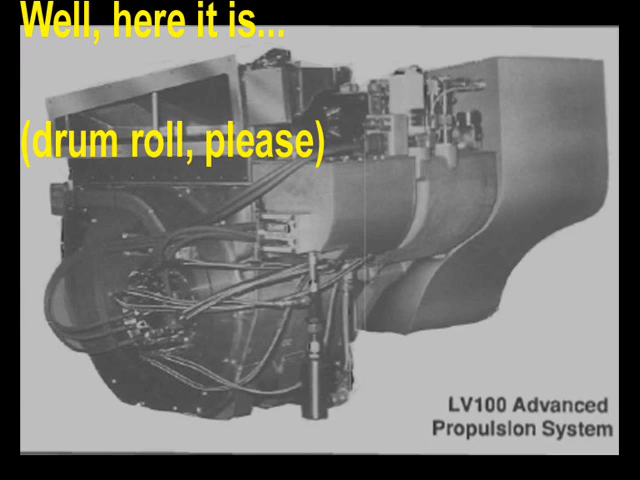 Well, here it is...
(drum roll, please)
LV100 Advanced
Propulsion System